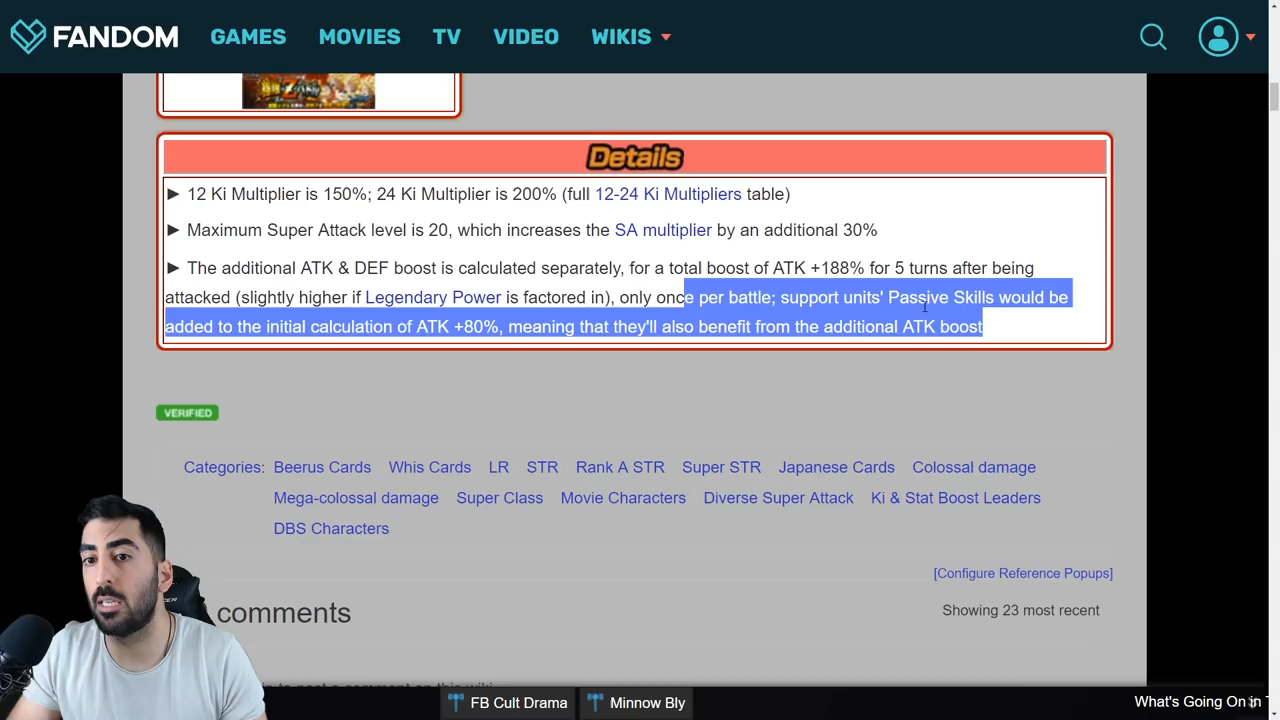 FANDOM GAMES MOVIES TV VIDEO WIKIS
Details
► 12 Ki Multiplier is 150%; 24 Ki Multiplier is 200% (full 12-24 Ki Multipliers table)
► Maximum Super Attack level is 20, which increases the SA multiplier by an additional 30%
► The additional ATK & DEF boost is calculated separately, for a total boost of ATK +188% for 5 turns after being
attacked (slightly higher if Legendary Power is factored in), only once per battle; support units' Passive Skills would be
added to the initial calculation of ATK +80%, meaning that they'll also benefit from the additional ATK boost
VERIFIED
Categories: Beerus Cards Whis Cards LR STR Rank A STR Super STR Japanese Cards Colossal damage
Mega-colossal damage Super Class Movie Characters Diverse Super Attack Ki & Stat Boost Leaders
DBS Characters
[Configure Reference Popups]
comments Showing 23 most recent
to post a comment on this wiki
FB Cult Drama Minnow Bly What's Going On in